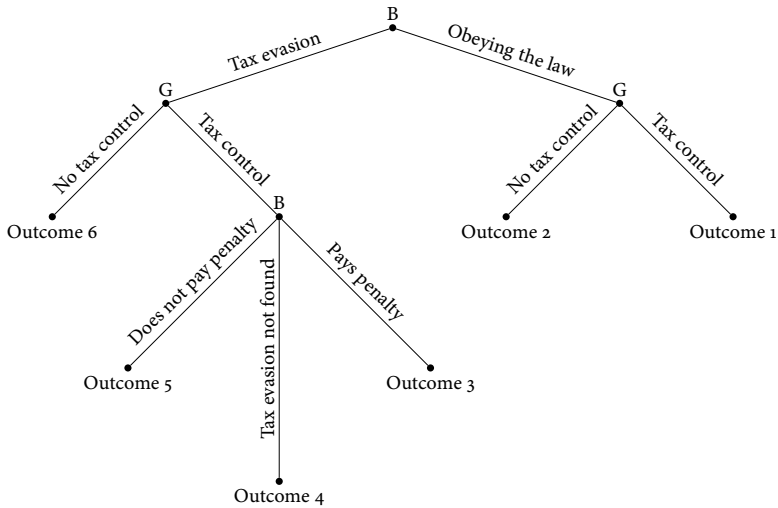 B
Tax evasion
Obeying the law
G
G
No tax control
Tax control
No tax control
Tax control
Outcome 6
B
Outcome 2
Outcome 1
Does not pay penalty
Tax evasion not found
Pays penalty
Outcome 5
Outcome 3
Outcome 4